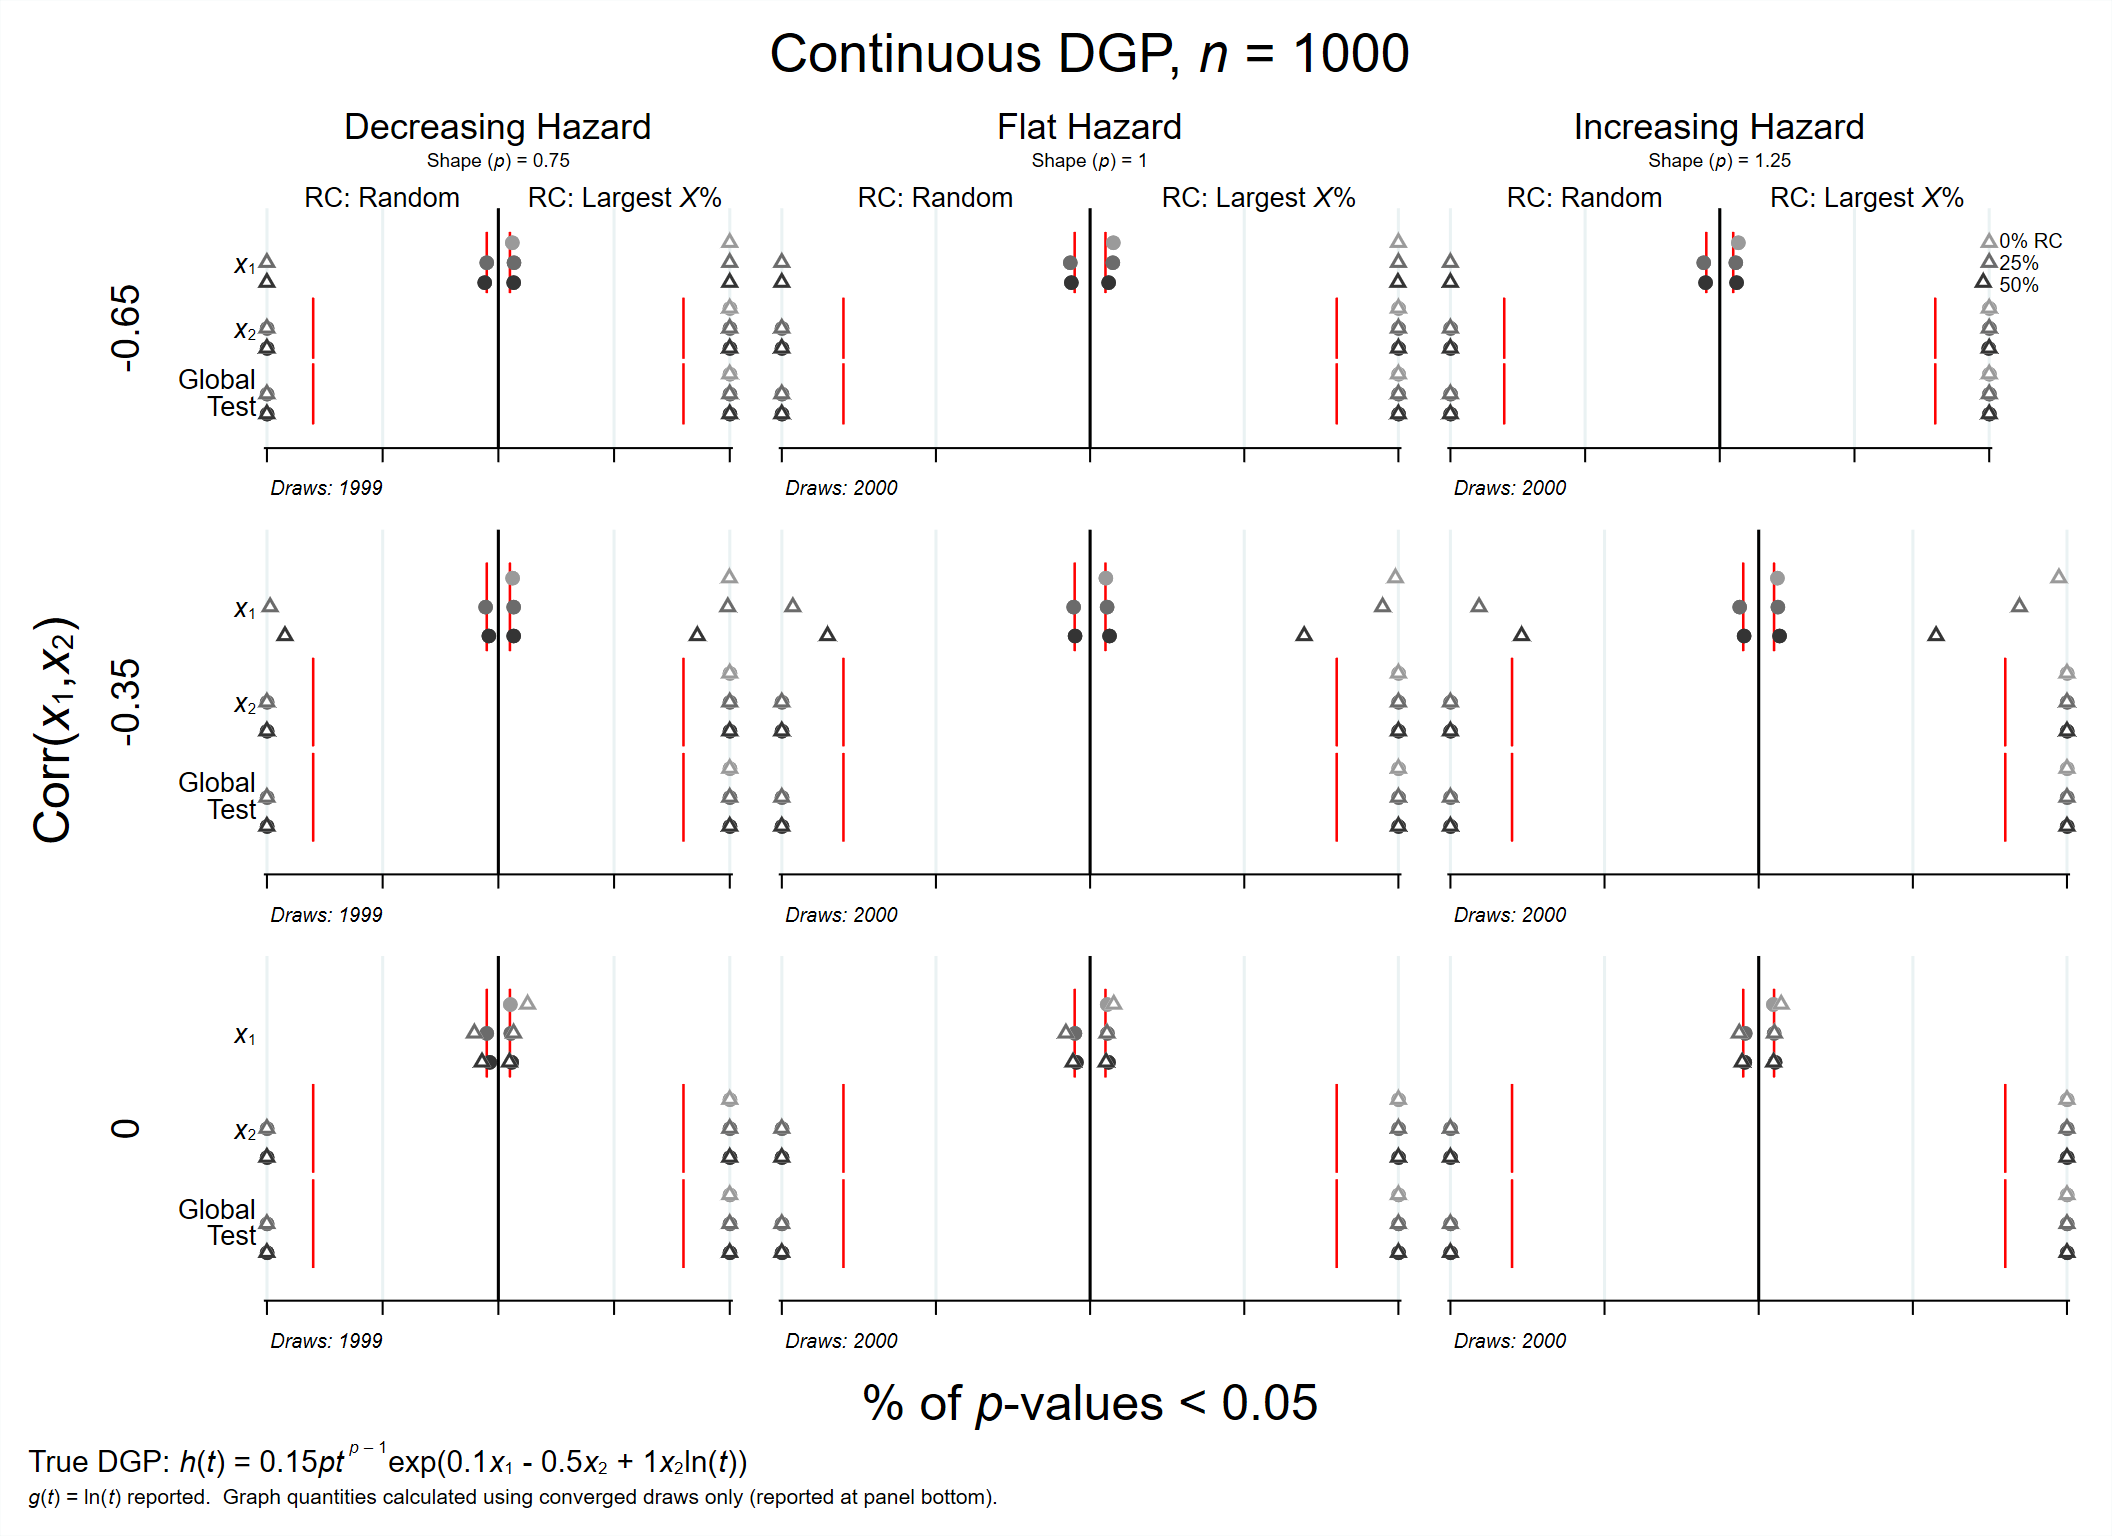 Continuous DGP, n = 1000
Decreasing Hazard
Shape (p) = 0.75
RC: Random RC: Largest X%
Flat Hazard
Shape (p) = 1
RC: Random RC: Largest X%
Increasing Hazard
Shape (p) = 1.25
RC: Random RC: Largest X%
0% RC
25%
50%
Corr(x1,x2)
-0.65
x1
x2
Global
Test
Draws: 1999
Draws: 2000
Draws: 2000
-0.35
x1
x2
Global
Test
Draws: 1999
Draws: 2000
Draws: 2000
0
x1
x2
Global
Test
Draws: 1999
Draws: 2000
Draws: 2000
% of p-values < 0.05
True DGP: h(t) = 0.15pt^{p − 1}exp(0.1x1 - 0.5x2 + 1x2ln(t))
g(t) = ln(t) reported.  Graph quantities calculated using converged draws only (reported at panel bottom).